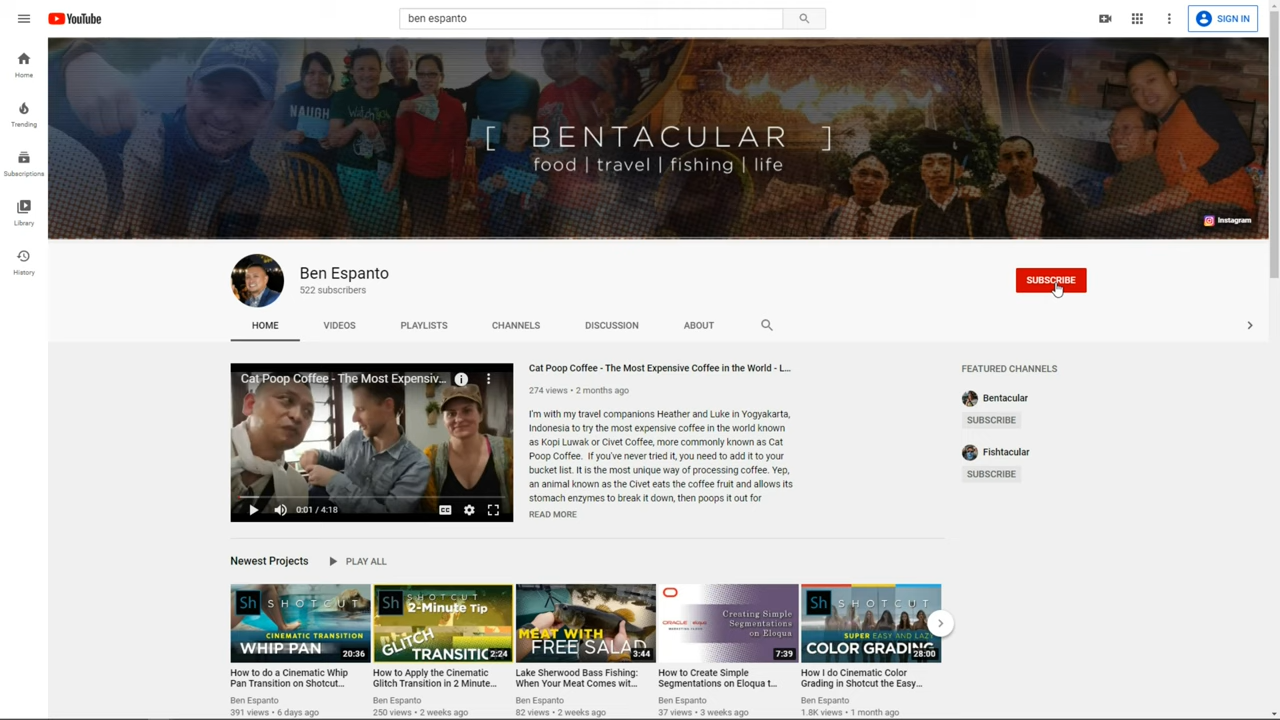 YouTube
ben espanto
SIGN IN
Home
Trending
Subscriptions
Library
History
NAUGH
[ BENTACULAR ]
food | travel | fishing | life
Instagram
Ben Espanto
522 subscribers
SUBSCRIBE
HOME VIDEOS PLAYLISTS CHANNELS DISCUSSION ABOUT
Cat Poop Coffee - The Most Expensiv...
0:01 / 4:18
CC
Cat Poop Coffee - The Most Expensive Coffee in the World - L...
274 views • 2 months ago
I'm with my travel companions Heather and Luke in Yogyakarta,
Indonesia to try the most expensive coffee in the world known
as Kopi Luwak or Civet Coffee, more commonly known as Cat
Poop Coffee. If you've never tried it, you need to add it to your
bucket list. It is the most unique way of processing coffee. Yep,
an animal known as the Civet eats the coffee fruit and allows its
stomach enzymes to break it down, then poops it out for
READ MORE
FEATURED CHANNELS
Bentacular
SUBSCRIBE
Fishtacular
SUBSCRIBE
Newest Projects PLAY ALL
Sh SHOTCUT
CINEMATIC TRANSITION
WHIP PAN
20:36
How to do a Cinematic Whip
Pan Transition on Shotcut...
Ben Espanto
391 views • 6 days ago
Sh SHOTCUT
2-Minute Tip
GLITCH
TRANSITIC
2:24
How to Apply the Cinematic
Glitch Transition in 2 Minute...
Ben Espanto
250 views • 2 weeks ago
MEAT WITH
FREE SALAD
3:44
Lake Sherwood Bass Fishing:
When Your Meat Comes wit...
Ben Espanto
82 views • 2 weeks ago
ORACLE eloqua
Creating Simple
Segmentations
on Eloqua
7:39
How to Create Simple
Segmentations on Eloqua t...
Ben Espanto
37 views • 3 weeks ago
Sh SHOTCUT
SUPER EASY AND LAZY
COLOR GRADING
28:00
How I do Cinematic Color
Grading in Shotcut the Easy...
Ben Espanto
1.8K views • 1 month ago